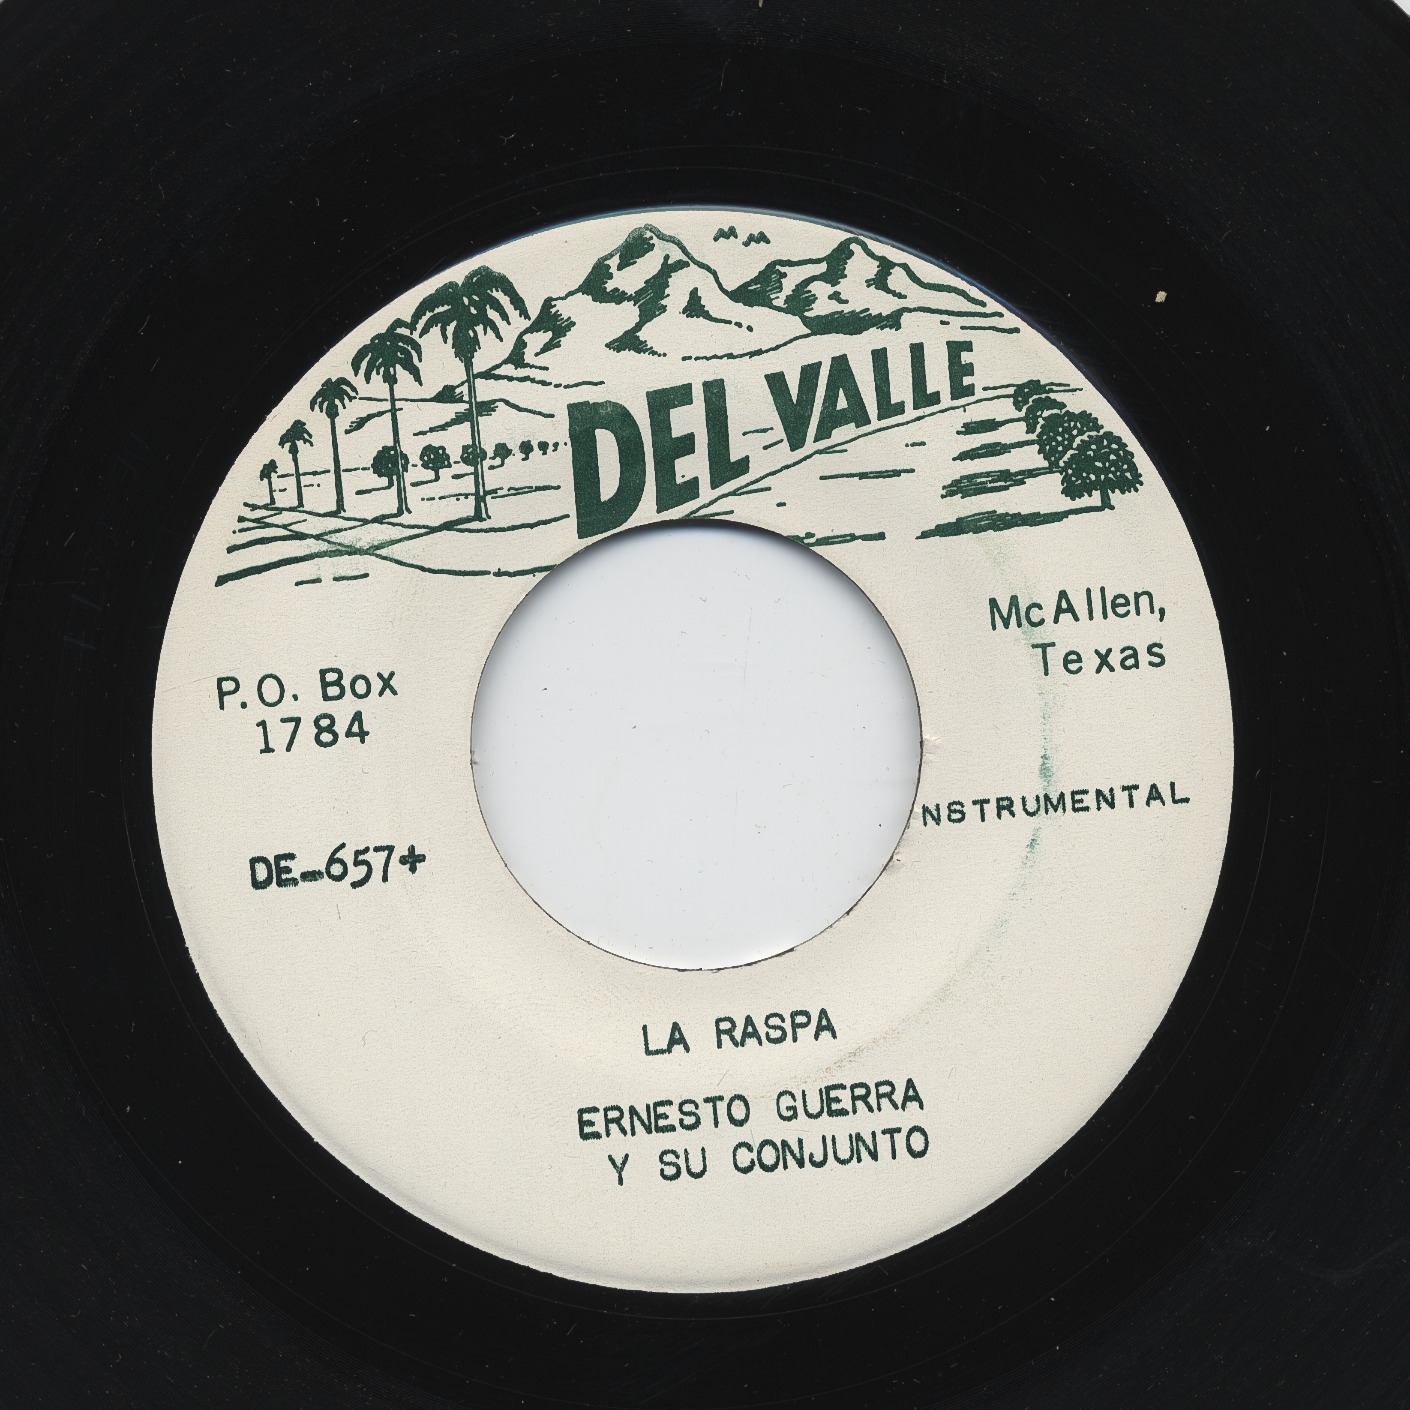 DEL VALLE
McAllen,
Texas
P.O. Box
1784
NSTRUMENTAL
DE-657+
LA RASPA
ERNESTO GUERRA
Y SU CONJUNTO